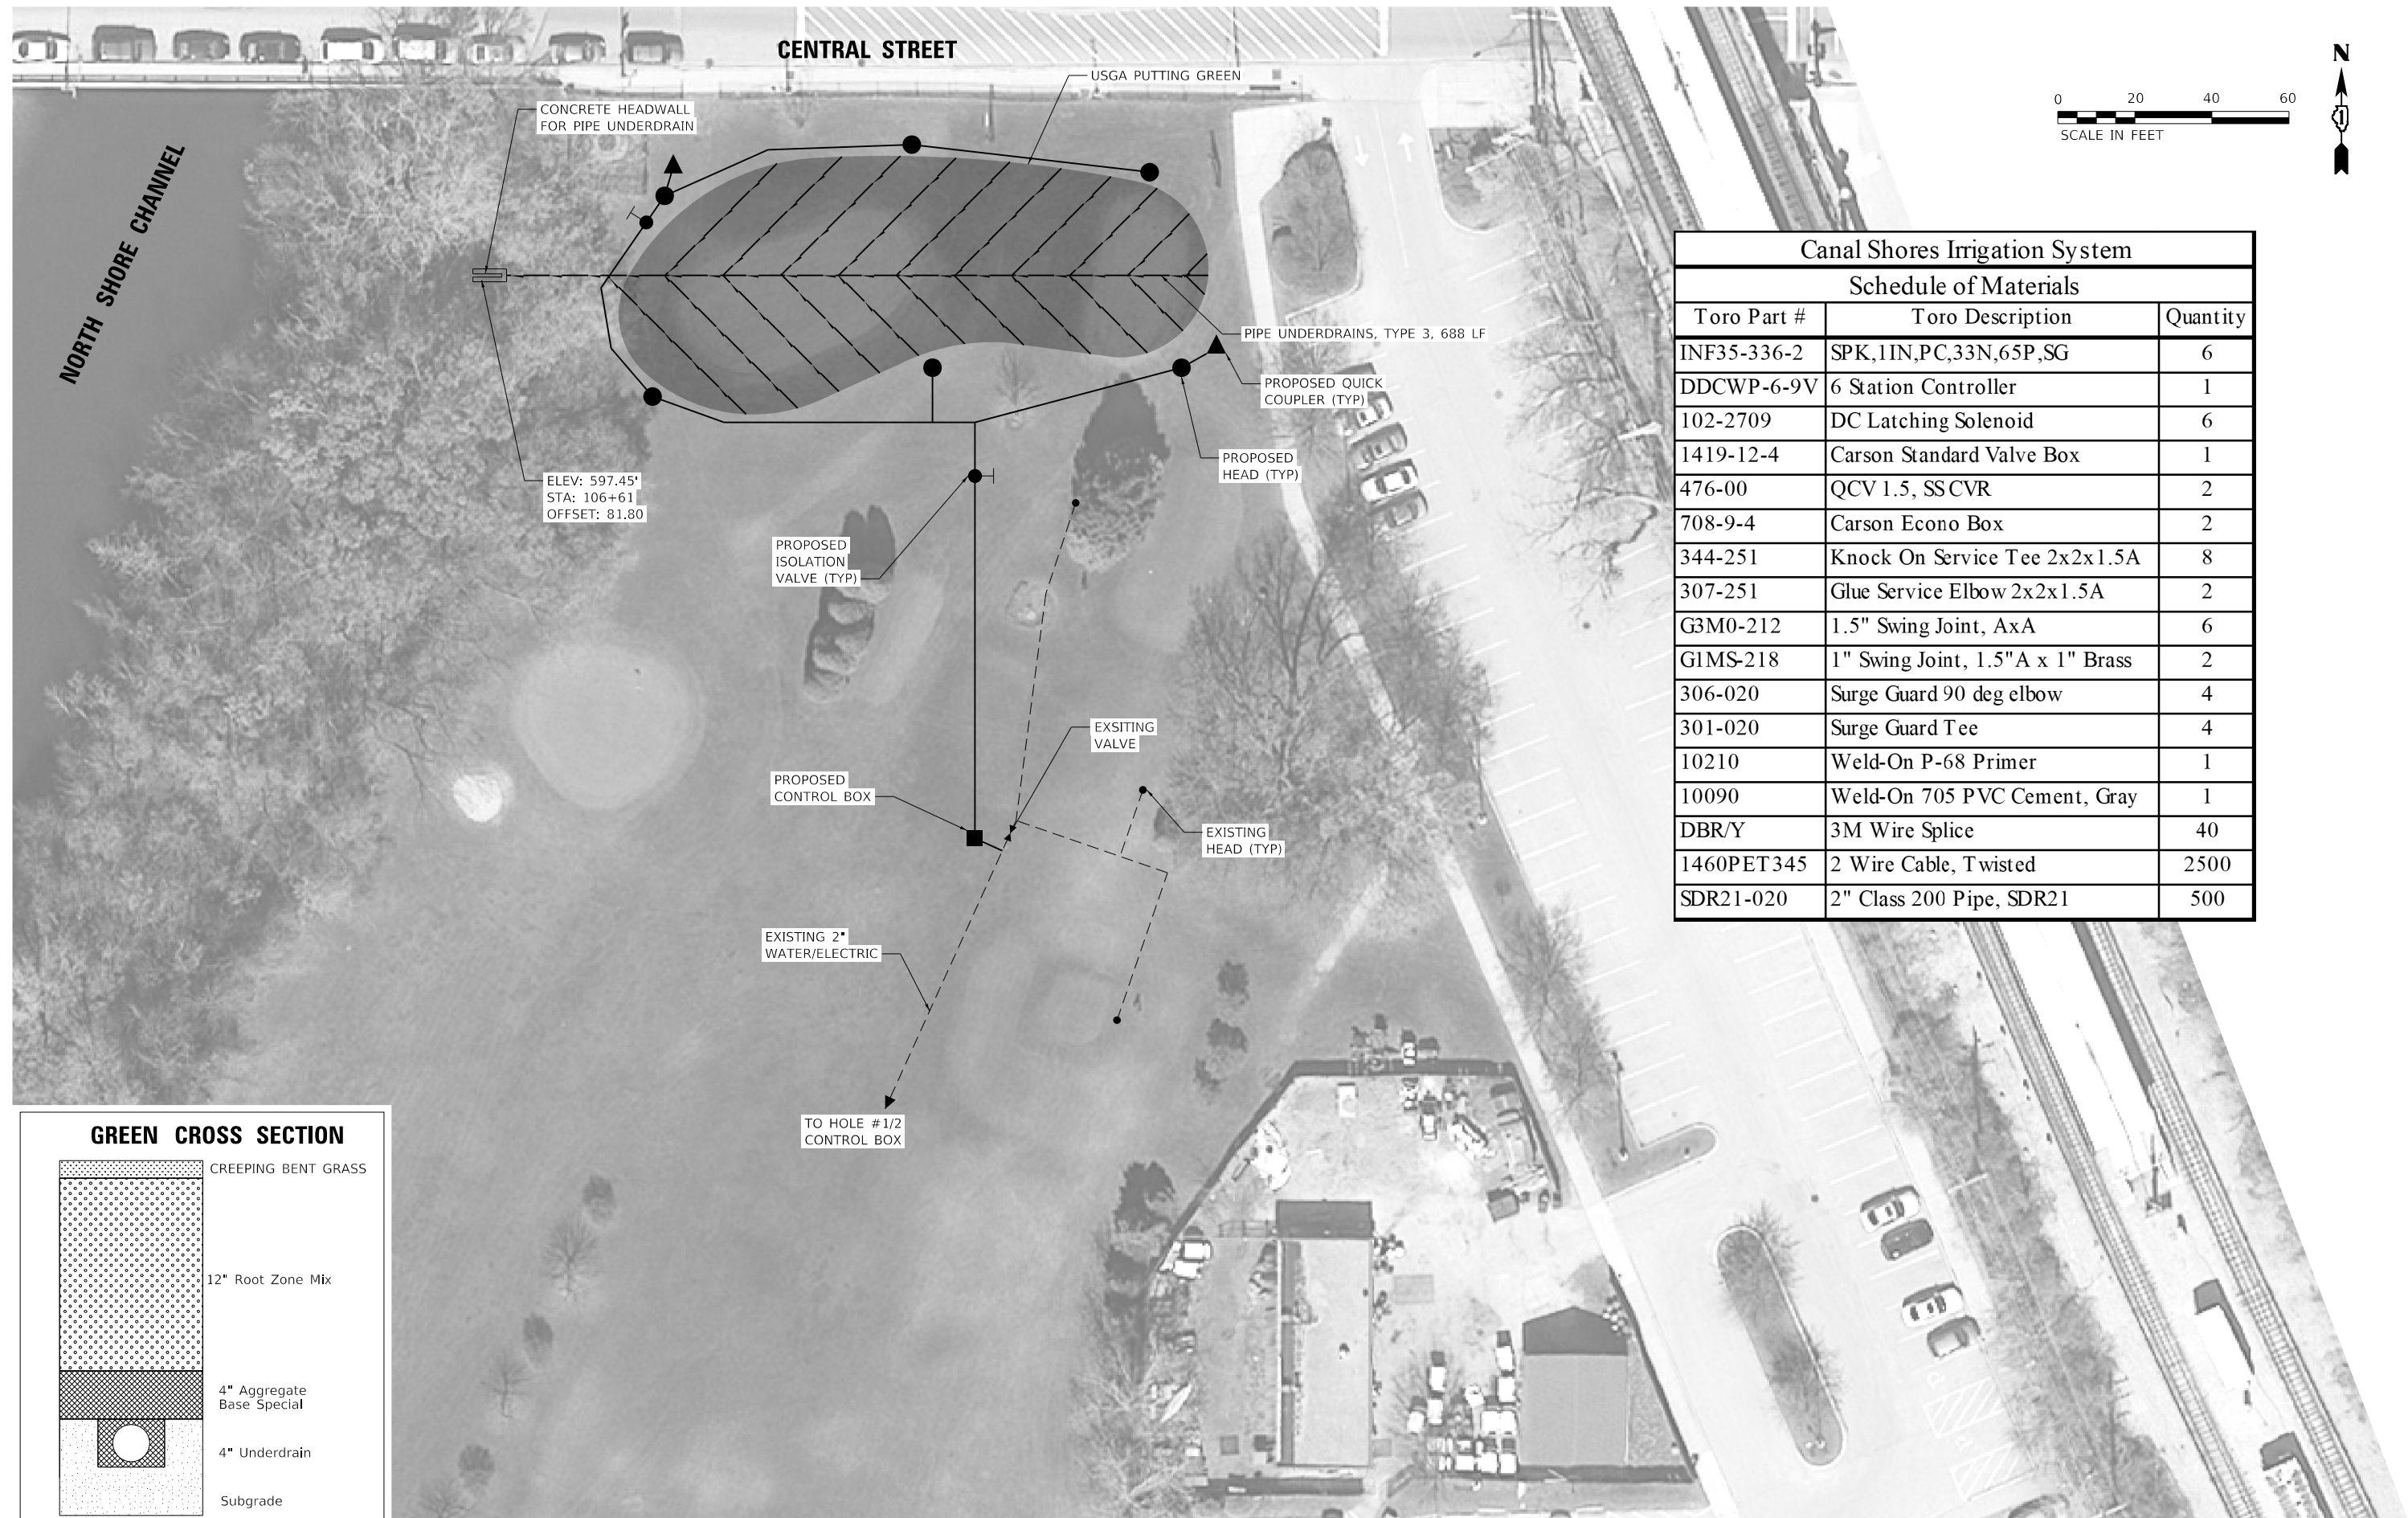 CENTRAL STREET
USGA PUTTING GREEN
CONCRETE HEADWALL
FOR PIPE UNDERDRAIN
NORTH SHORE CHANNEL
N
1
0 20 40 60
SCALE IN FEET
PIPE UNDERDRAINS, TYPE 3, 688 LF
PROPOSED QUICK
COUPLER (TYP)
PROPOSED
HEAD (TYP)
ELEV: 597.45'
STA: 106+61
OFFSET: 81.80
PROPOSED
ISOLATION
VALVE (TYP)
EXSITING
VALVE
PROPOSED
CONTROL BOX
EXISTING
HEAD (TYP)
EXISTING 2"
WATER/ELECTRIC
TO HOLE #1/2
CONTROL BOX
Canal Shores Irrigation System
Schedule of Materials
Toro Part # Toro Description Quantity
INF35-336-2 SPK,1IN,PC,33N,65P,SG 6
DDCWP-6-9V 6 Station Controller 1
102-2709 DC Latching Solenoid 6
1419-12-4 Carson Standard Valve Box 1
476-00 QCV 1.5, SS CVR 2
708-9-4 Carson Econo Box 2
344-251 Knock On Service Tee 2x2x1.5A 8
307-251 Glue Service Elbow 2x2x1.5A 2
G3M0-212 1.5" Swing Joint, AxA 6
G1MS-218 1" Swing Joint, 1.5"A x 1" Brass 2
306-020 Surge Guard 90 deg elbow 4
301-020 Surge Guard Tee 4
10210 Weld-On P-68 Primer 1
10090 Weld-On 705 PVC Cement, Gray 1
DBR/Y 3M Wire Splice 40
1460PET345 2 Wire Cable, Twisted 2500
SDR21-020 2" Class 200 Pipe, SDR21 500
GREEN CROSS SECTION
CREEPING BENT GRASS
12" Root Zone Mix
4" Aggregate
Base Special
4" Underdrain
Subgrade